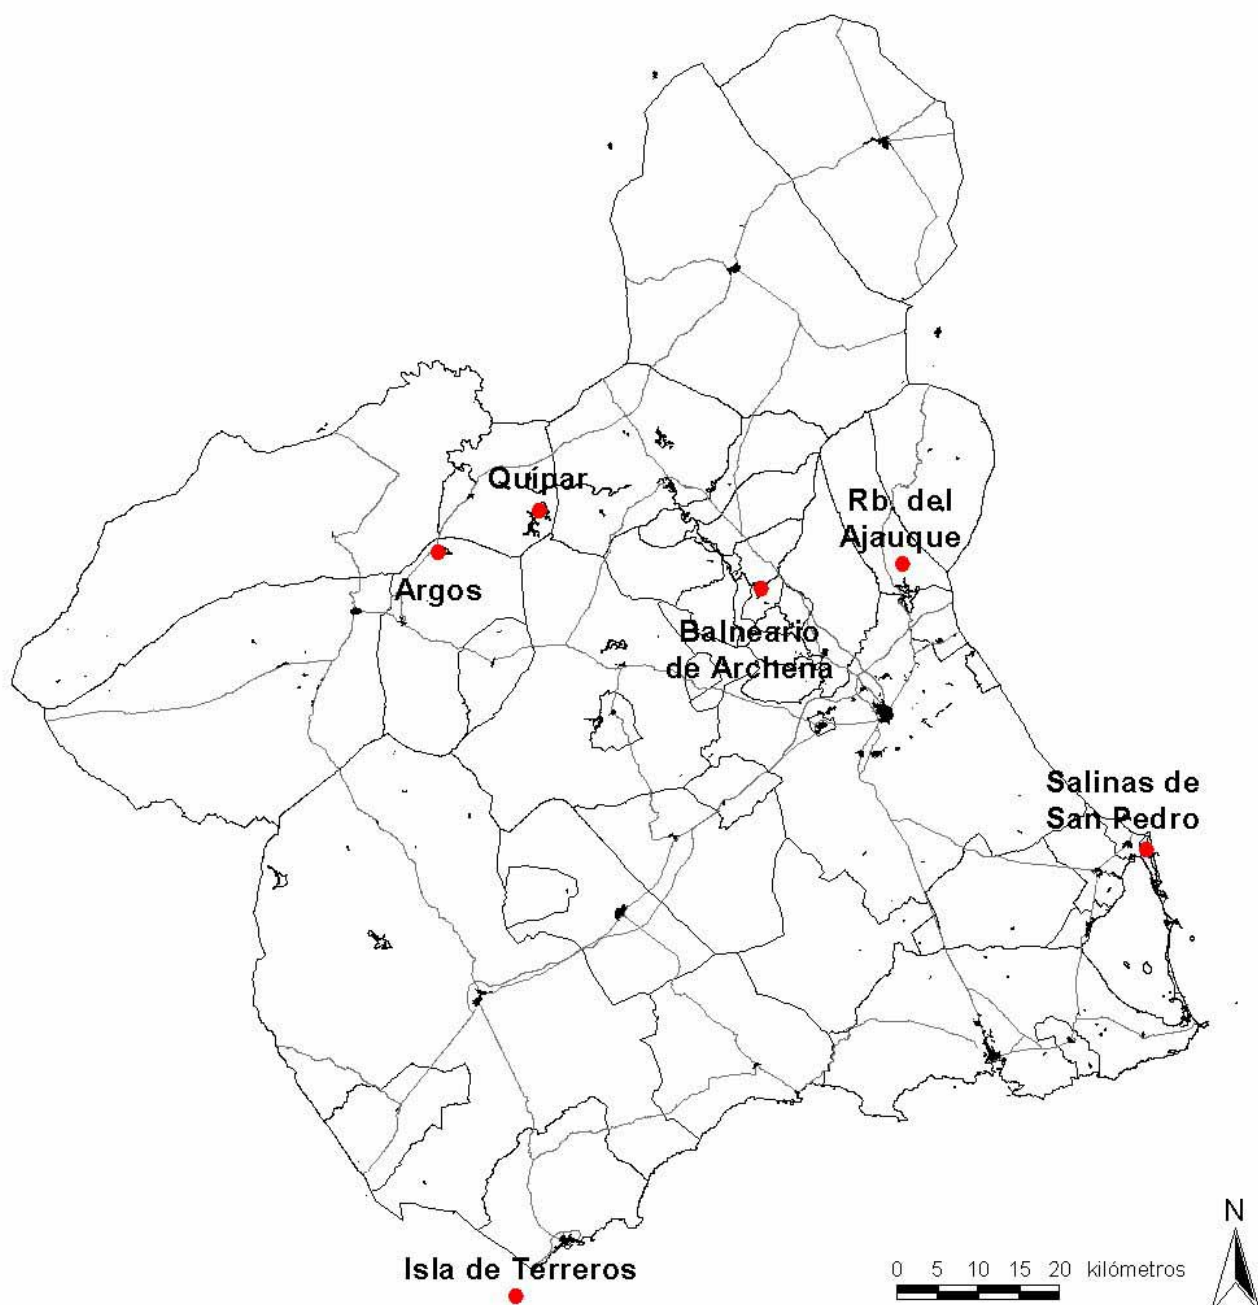 Quípar
Rb. del
Ajauque
Argos
Balneario
de Archena
Salinas de
San Pedro
Isla de Terreros
N
0 5 10 15 20 kilómetros